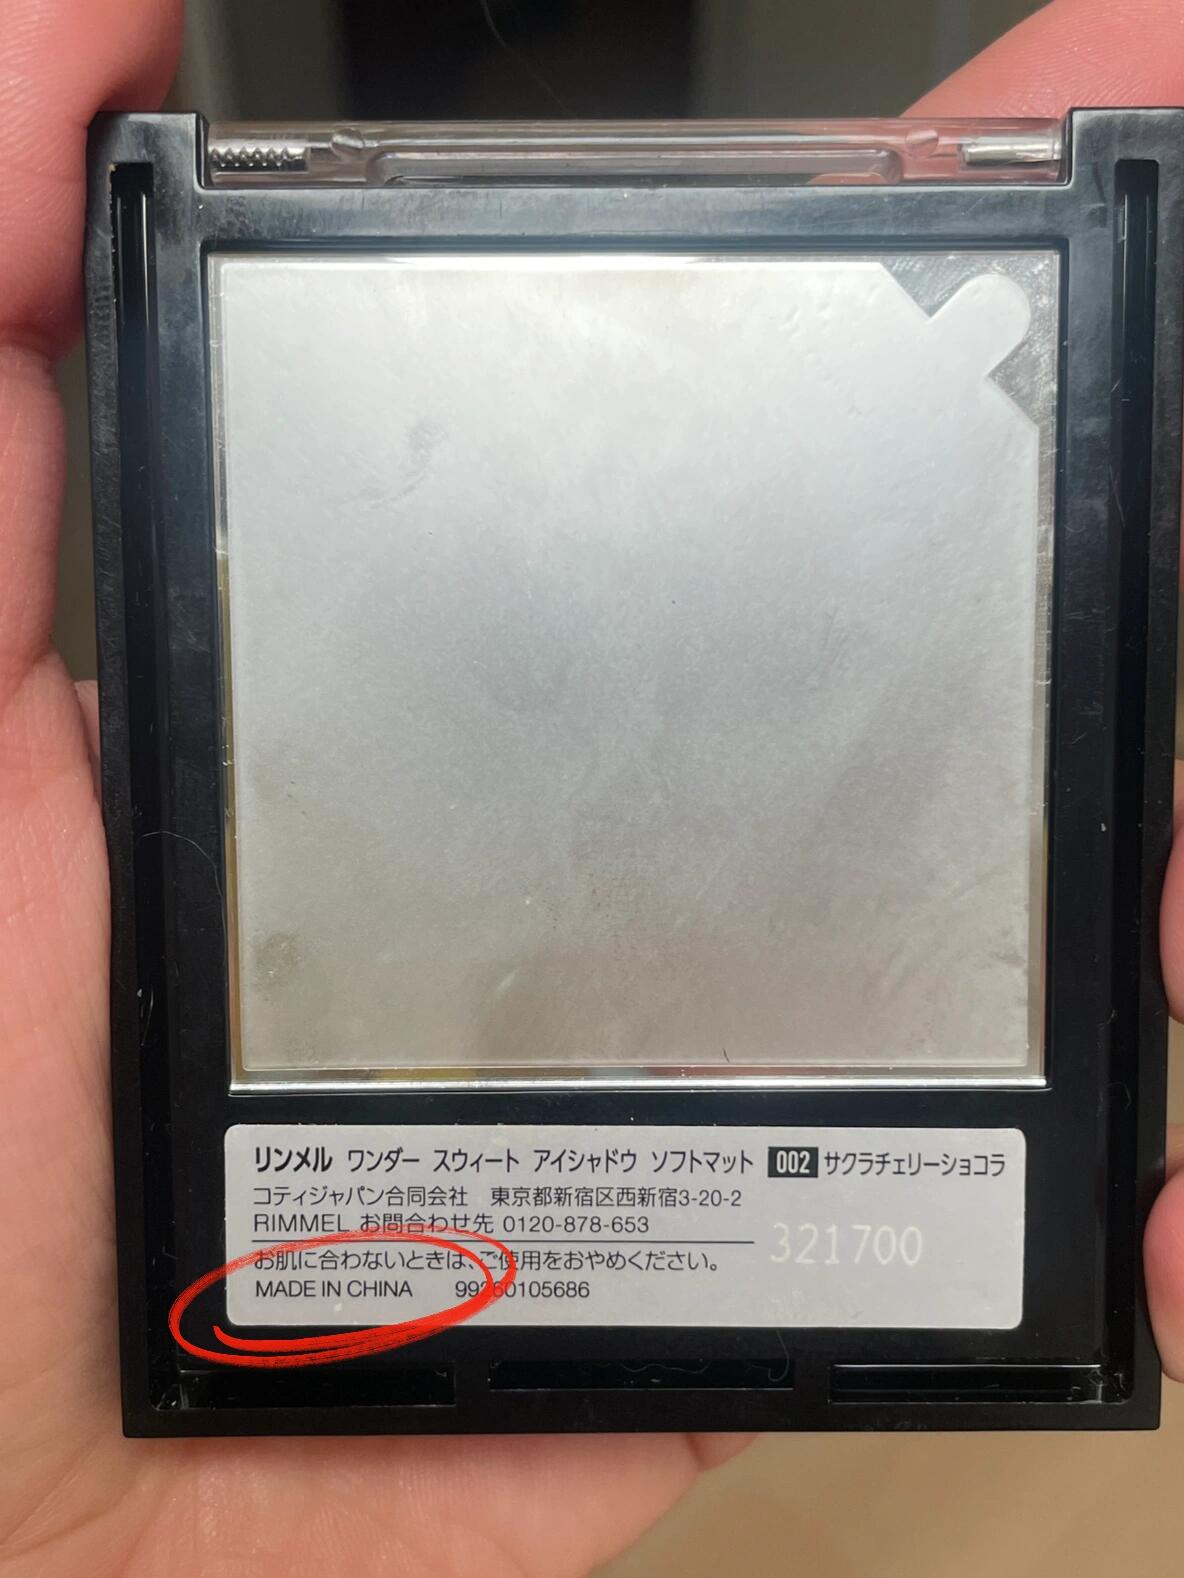 リンメル ワンダー スウィート アイシャドウ ソフトマット 002 サクラチェリーショコラ
コティジャパン合同会社 東京都新宿区西新宿3-20-2
RIMMEL お問合わせ先 0120-878-653
お肌に合わないときは、ご使用をおやめください。
321700
MADE IN CHINA 99260105686